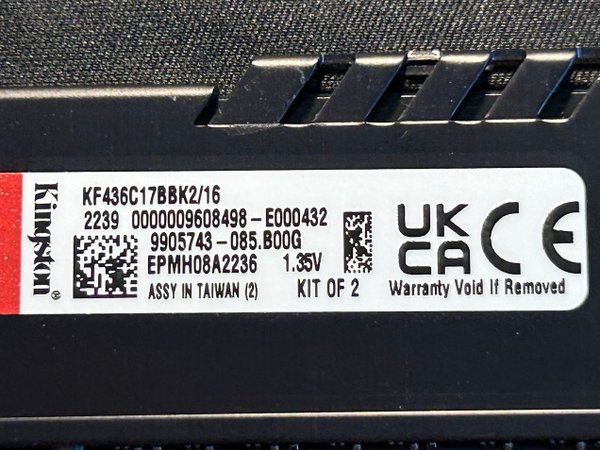 Kingston®
KF436C17BBK2/16
2239 0000009608498-E000432
9905743-085.B00G
EPMH08A2236 1.35V
ASSY IN TAIWAN (2) KIT OF 2
UK
CA CE
Warranty Void If Removed